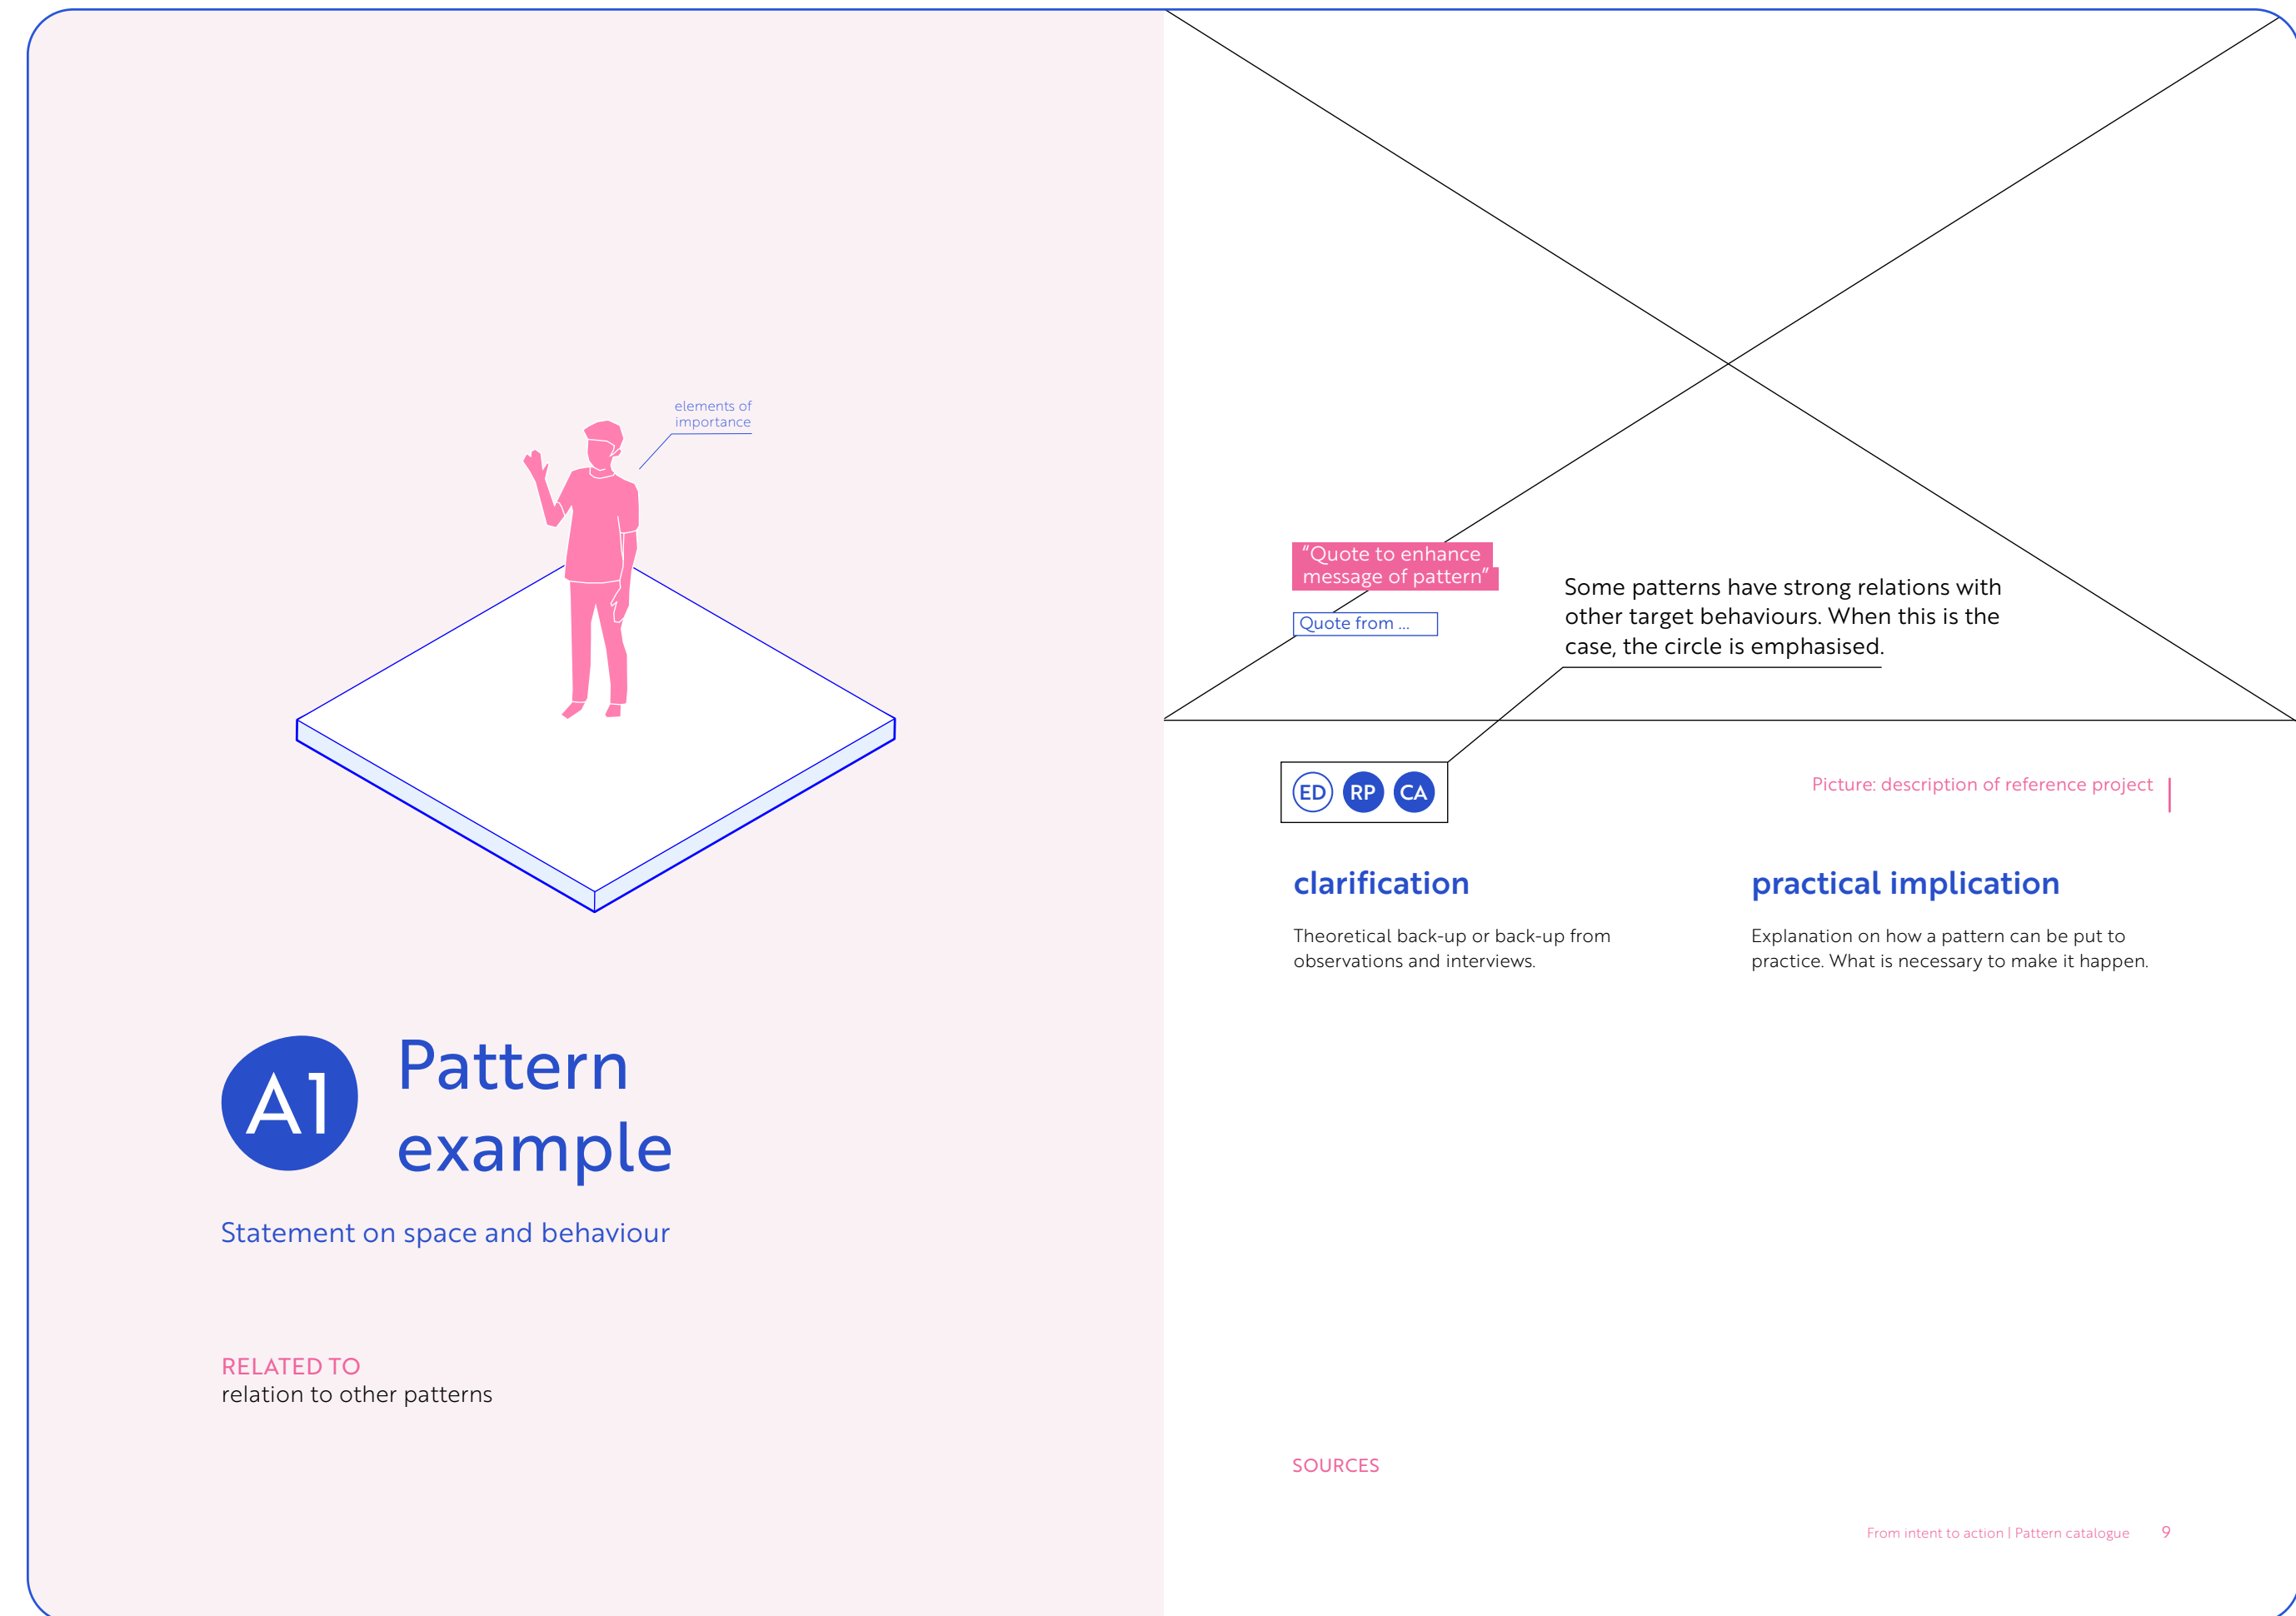 elements of
importance
A1
Pattern
example
Statement on space and behaviour
RELATED TO
relation to other patterns
“Quote to enhance
message of pattern”
Quote from ...
Some patterns have strong relations with
other target behaviours. When this is the
case, the circle is emphasised.
ED RP CA
Picture: description of reference project
clarification
Theoretical back-up or back-up from
observations and interviews.
practical implication
Explanation on how a pattern can be put to
practice. What is necessary to make it happen.
SOURCES
From intent to action | Pattern catalogue 9